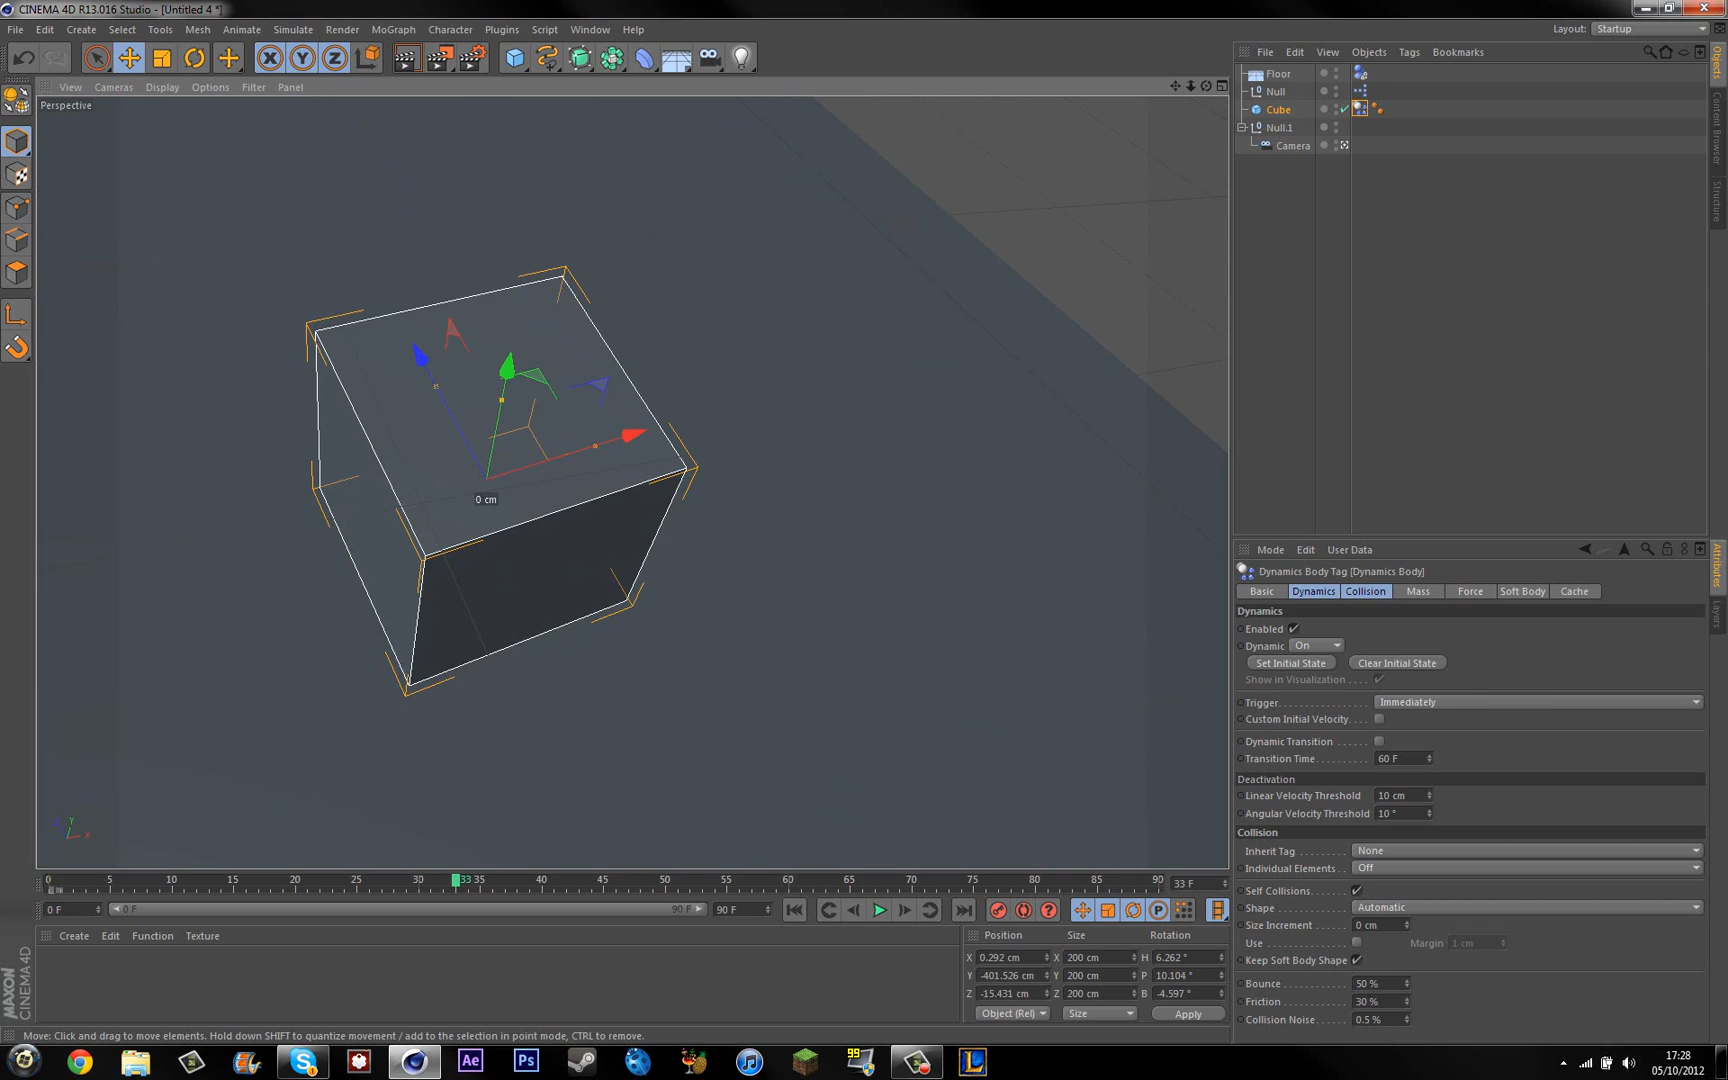 CINEMA 4D R13.016 Studio - [Untitled 4 *]
File Edit Create Select Tools Mesh Animate Simulate Render MoGraph Character Plugins Script Window Help
Layout: Startup
File Edit View Objects Tags Bookmarks
View Cameras Display Options Filter Panel
Perspective
Floor
Null
Cube
Null.1
Camera
Objects
Content Browser
Structure
0 cm
Y
X
Mode Edit User Data
Dynamics Body Tag [Dynamics Body]
Basic Dynamics Collision Mass Force Soft Body Cache
Dynamics
Enabled
Dynamic On
Set Initial State Clear Initial State
Show in Visualization . . . .
Trigger. . . . . . . . . . . . . . . . Immediately
Custom Initial Velocity. . . .
Dynamic Transition . . . . . .
Transition Time. . . . . . . . . . 60 F
Deactivation
Linear Velocity Threshold 10 cm
Angular Velocity Threshold 10 °
Collision
Inherit Tag . . . . . . . . . . None
Individual Elements. . Off
Self Collisions. . . . . .
Shape . . . . . . . . . . . . . . Automatic
Size Increment . . . . . 0 cm
Use . . . . . . . . . . . . . . . . Margin 1 cm
Keep Soft Body Shape
Bounce. . . . . . . . . . . . . 50 %
Friction . . . . . . . . . . . . . 30 %
Collision Noise. . . . . . 0.5 %
Attributes
Layers
0 5 10 15 20 25 30 33 35 40 45 50 55 60 65 70 75 80 85 90 33 F
0 F 0 F 90 F 90 F
P
Create Edit Function Texture
Position Size Rotation
X 0.292 cm X 200 cm H 6.262 °
Y -401.526 cm Y 200 cm P 10.104 °
Z -15.431 cm Z 200 cm B -4.597 °
Object (Rel) Size Apply
MAXON
CINEMA 4D
Move: Click and drag to move elements. Hold down SHIFT to quantize movement / add to the selection in point mode, CTRL to remove.
Ae
Ps
99
L
17:28
05/10/2012